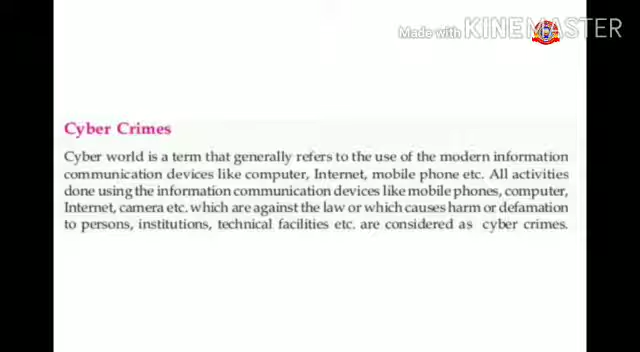 Made with KINEMASTER
Cyber Crimes
Cyber world is a term that generally refers to the use of the modern information
communication devices like computer, Internet, mobile phone etc. All activities
done using the information communication devices like mobile phones, computer,
Internet, camera etc. which are against the law or which causes harm or defamation
to persons, institutions, technical facilities etc. are considered as cyber crimes.